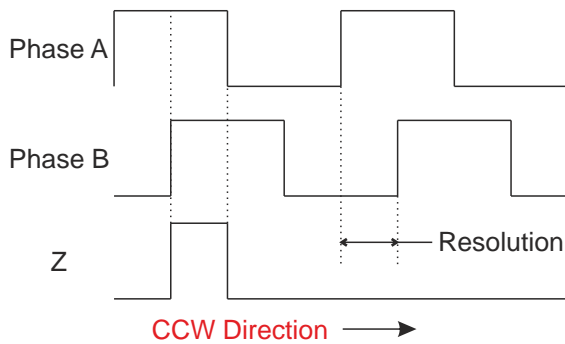 Phase A
Phase B
Resolution
Z
CCW Direction